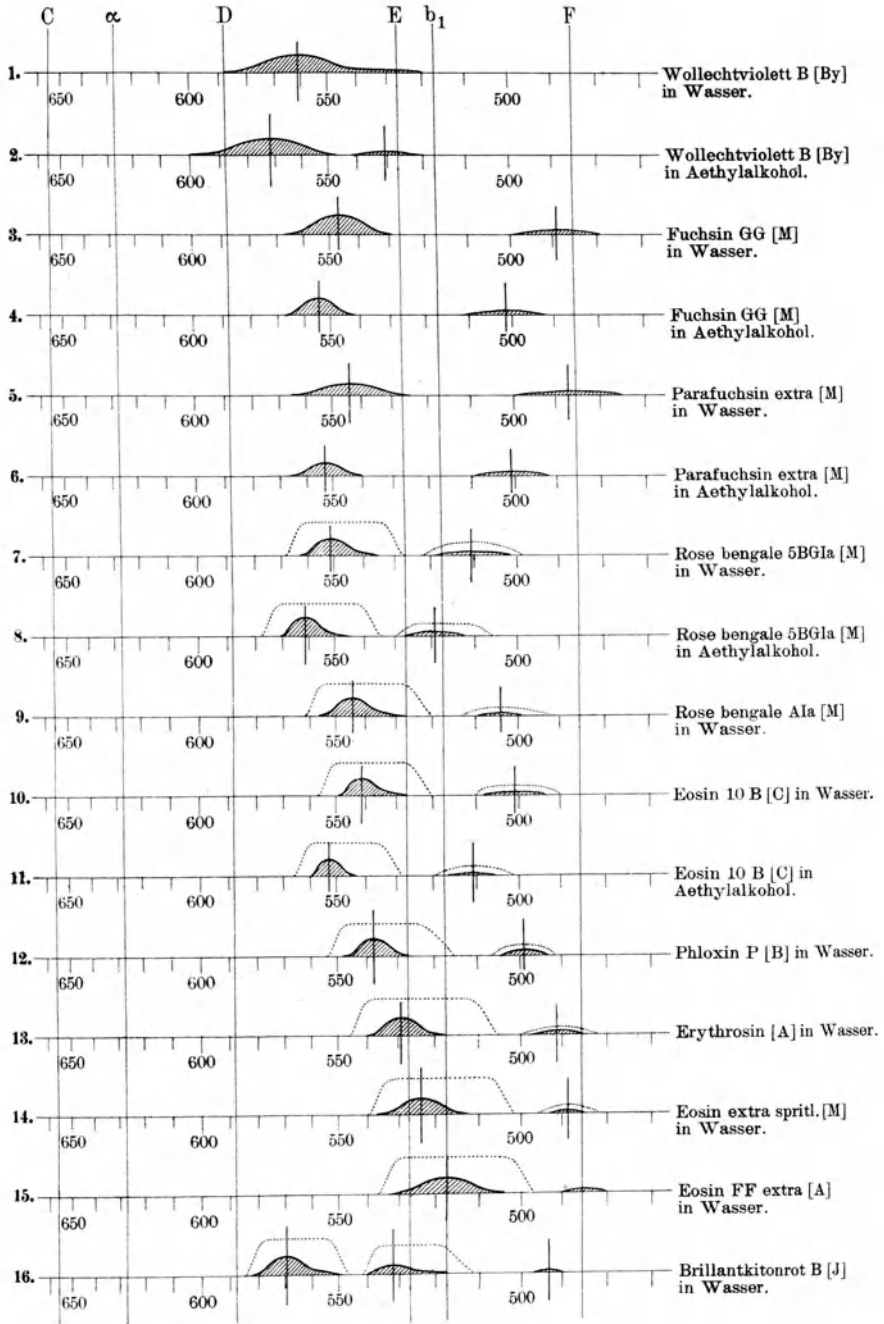 C α D E b1 F
1. Wollechtviolett B [By]
in Wasser.
650 600 550 500
2. Wollechtviolett B [By]
in Aethylalkohol.
650 600 550 500
3. Fuchsin GG [M]
in Wasser.
650 600 550 500
4. Fuchsin GG [M]
in Aethylalkohol.
650 600 550 500
5. Parafuchsin extra [M]
in Wasser.
650 600 550 500
6. Parafuchsin extra [M]
in Aethylalkohol.
650 600 550 500
7. Rose bengale 5BGIa [M]
in Wasser.
650 600 550 500
8. Rose bengale 5BGIa [M]
in Aethylalkohol.
650 600 550 500
9. Rose bengale AIa [M]
in Wasser.
650 600 550 500
10. Eosin 10 B [C] in Wasser.
650 600 550 500
11. Eosin 10 B [C] in
Aethylalkohol.
650 600 550 500
12. Phloxin P [B] in Wasser.
650 600 550 500
13. Erythrosin [A] in Wasser.
650 600 550 500
14. Eosin extra spritl. [M]
in Wasser.
650 600 550 500
15. Eosin FF extra [A]
in Wasser.
650 600 550 500
16. Brillantkitonrot B [J]
in Wasser.
650 600 550 500